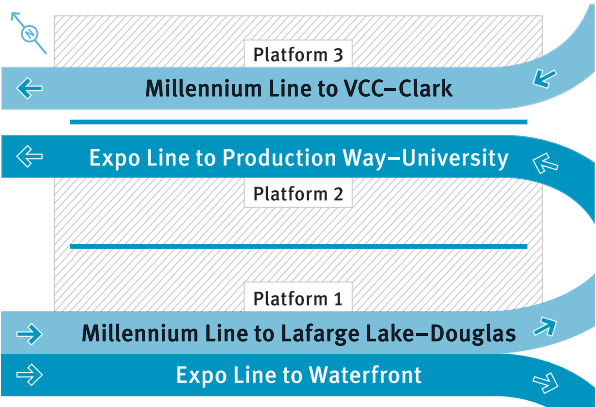 N
Platform 3
Millennium Line to VCC–Clark
Expo Line to Production Way–University
Platform 2
Platform 1
Millennium Line to Lafarge Lake–Douglas
Expo Line to Waterfront